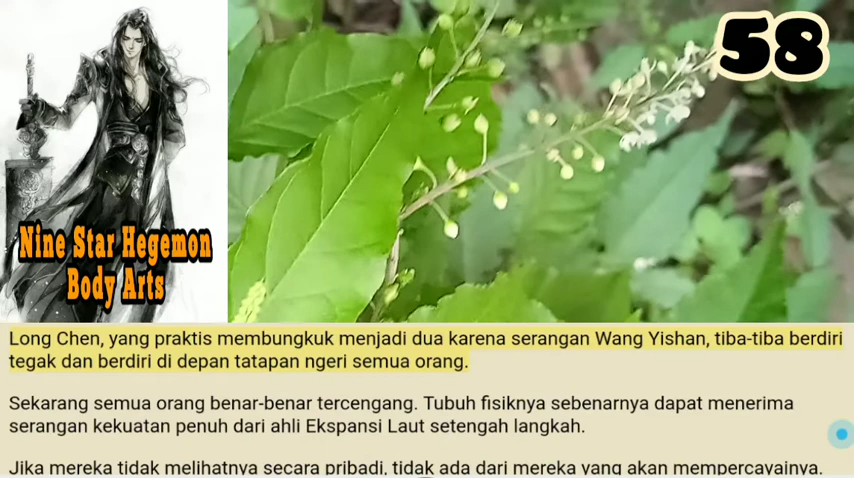 58
Nine Star Hegemon
Body Arts
Long Chen, yang praktis membungkuk menjadi dua karena serangan Wang Yishan, tiba-tiba berdiri
tegak dan berdiri di depan tatapan ngeri semua orang.
Sekarang semua orang benar-benar tercengang. Tubuh fisiknya sebenarnya dapat menerima
serangan kekuatan penuh dari ahli Ekspansi Laut setengah langkah.
Jika mereka tidak melihatnya secara pribadi, tidak ada dari mereka yang akan mempercayainya.